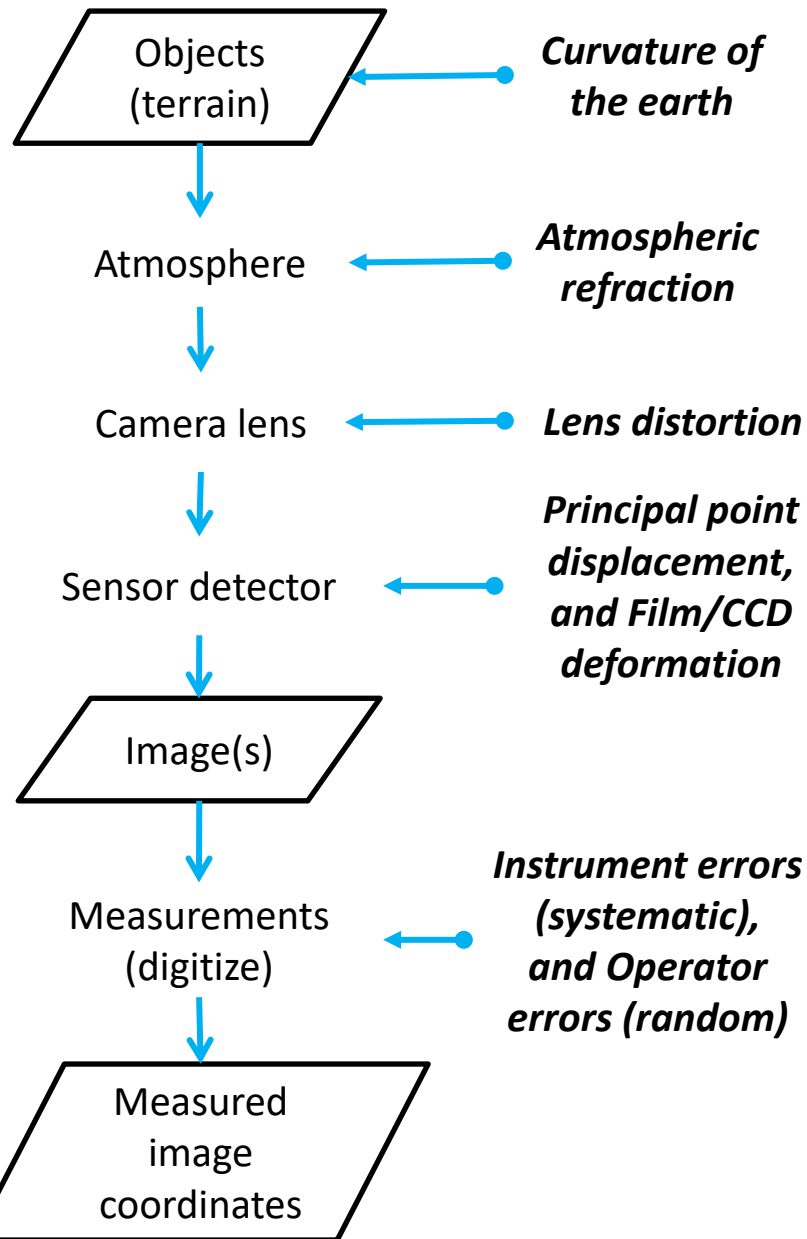 Objects
(terrain)
Curvature of
the earth
Atmosphere
Atmospheric
refraction
Camera lens
Lens distortion
Sensor detector
Principal point
displacement,
and Film/CCD
deformation
Image(s)
Measurements
(digitize)
Instrument errors
(systematic),
and Operator
errors (random)
Measured
image
coordinates